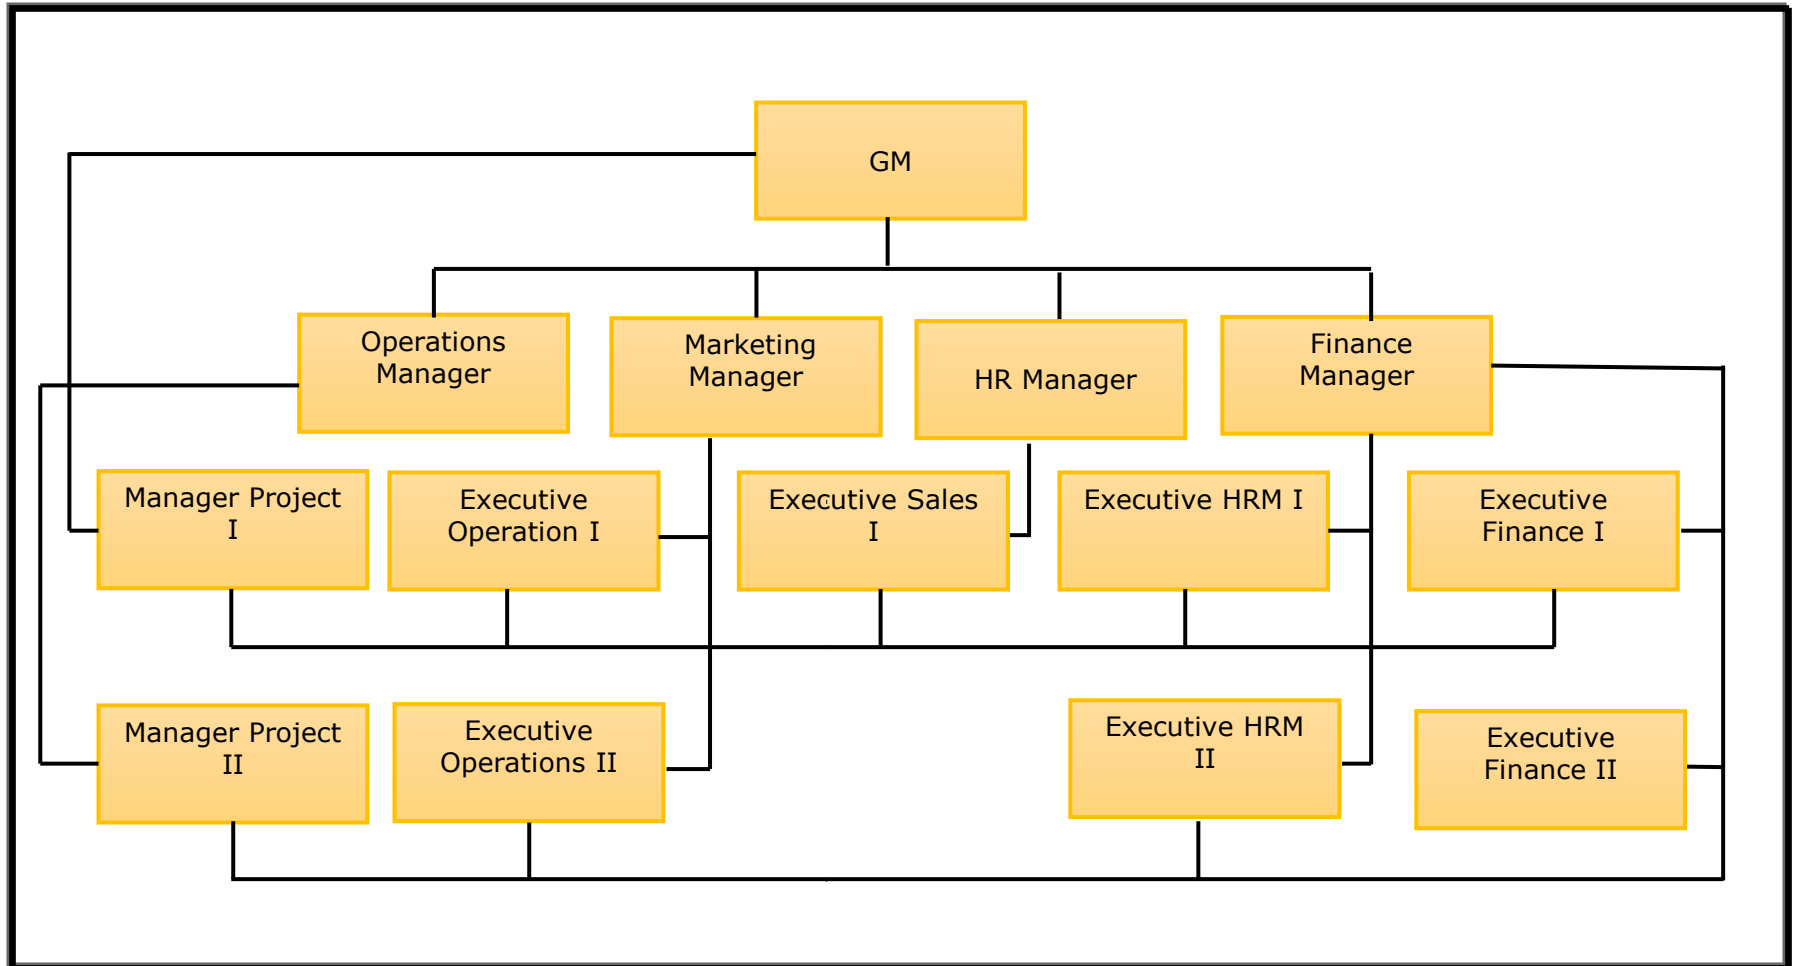 GM
Operations
Manager
Marketing
Manager
HR Manager
Finance
Manager
Manager Project
I
Executive
Operation I
Executive Sales
I
Executive HRM I
Executive
Finance I
Manager Project
II
Executive
Operations II
Executive HRM
II
Executive
Finance II